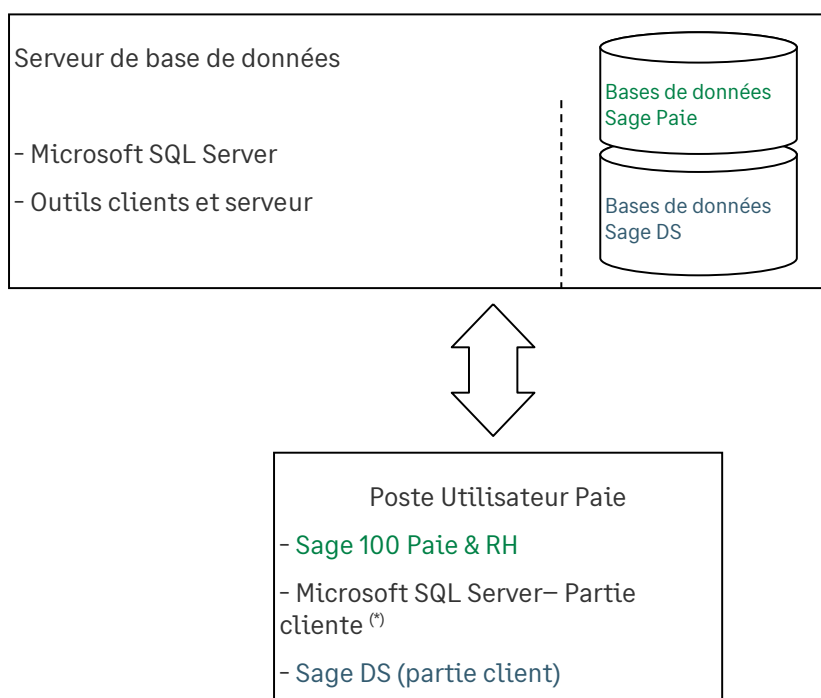 Serveur de base de données
- Microsoft SQL Server
- Outils clients et serveur
Bases de données
Sage Paie
Bases de données
Sage DS
Poste Utilisateur Paie
- Sage 100 Paie & RH
- Microsoft SQL Server– Partie
cliente (*)
- Sage DS (partie client)